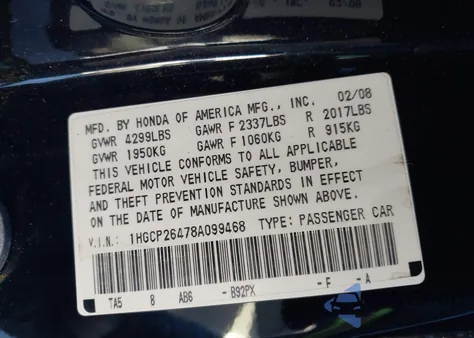 MFD. BY HONDA OF AMERICA MFG., INC. 02/08
GVWR 4299LBS GAWR F 2337LBS R 2017LBS
GVWR 1950KG GAWR F 1060KG R 915KG
THIS VEHICLE CONFORMS TO ALL APPLICABLE
FEDERAL MOTOR VEHICLE SAFETY, BUMPER,
AND THEFT PREVENTION STANDARDS IN EFFECT
ON THE DATE OF MANUFACTURE SHOWN ABOVE.
V.I.N.: 1HGCP26478A099468 TYPE: PASSENGER CAR
TA5 8 AB6 - B92PX - F - A